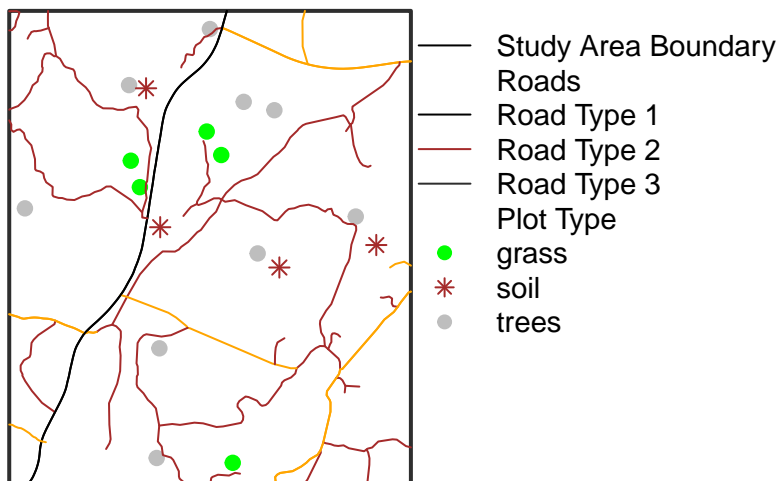 Study Area Boundary
Roads
Road Type 1
Road Type 2
Road Type 3
Plot Type
grass
soil
trees